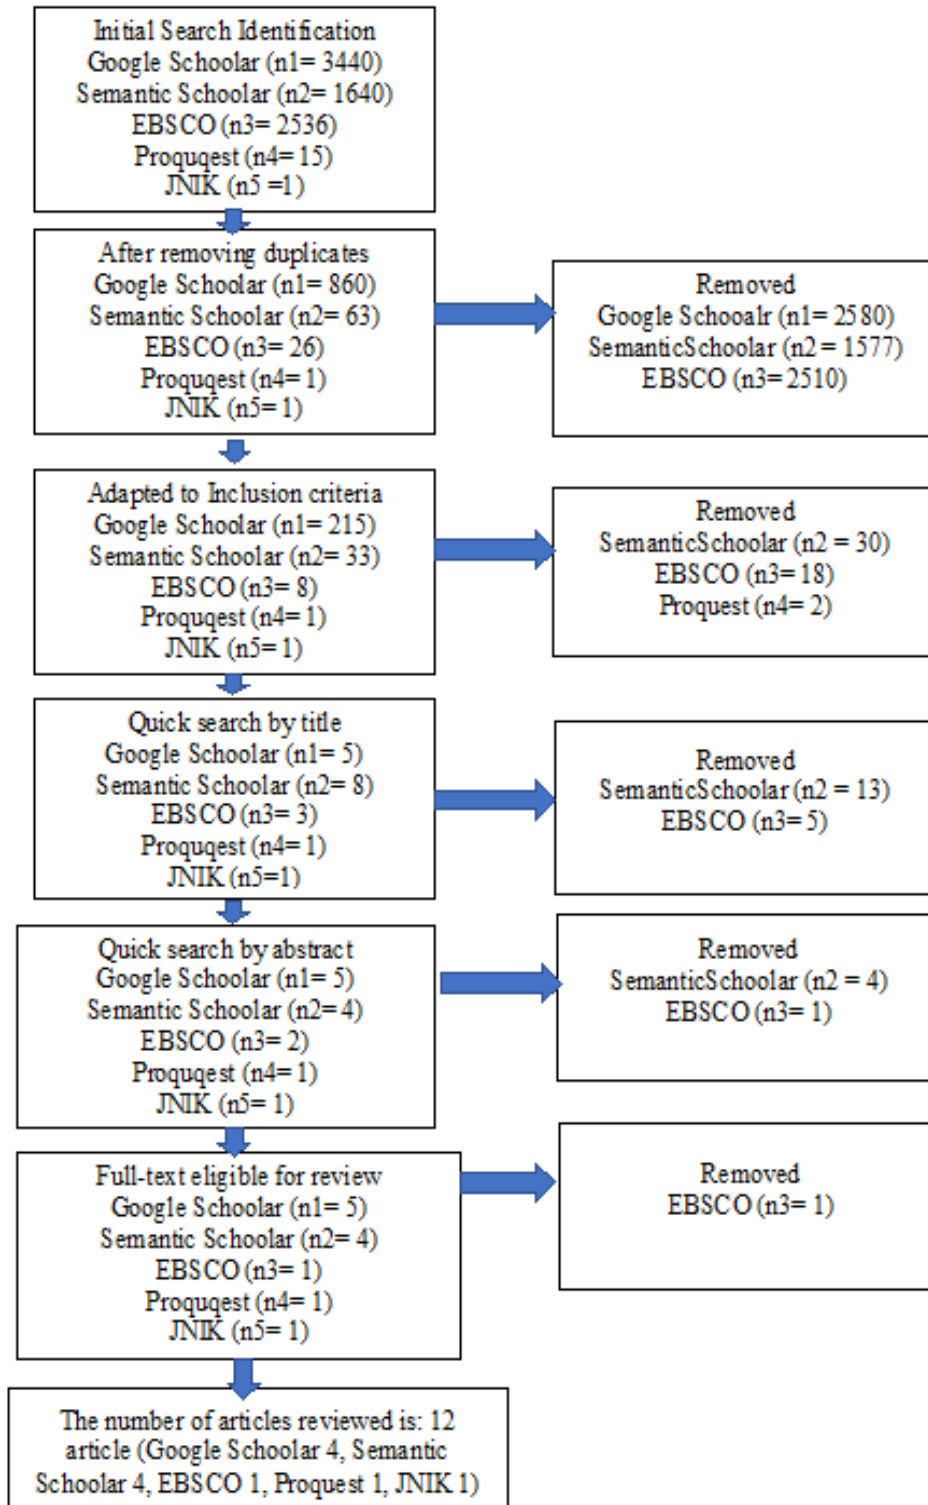 Initial Search Identification
Google Schoolar (n1= 3440)
Semantic Schoolar (n2= 1640)
EBSCO (n3= 2536)
Proquqest (n4= 15)
JNIK (n5 =1)
After removing duplicates
Google Schoolar (n1= 860)
Semantic Schoolar (n2= 63)
EBSCO (n3= 26)
Proquqest (n4= 1)
JNIK (n5= 1)
Removed
Google Schooalr (n1= 2580)
SemanticSchoolar (n2 = 1577)
EBSCO (n3= 2510)
Adapted to Inclusion criteria
Google Schoolar (n1= 215)
Semantic Schoolar (n2= 33)
EBSCO (n3= 8)
Proquqest (n4= 1)
JNIK (n5= 1)
Removed
SemanticSchoolar (n2 = 30)
EBSCO (n3= 18)
Proquest (n4= 2)
Quick search by title
Google Schoolar (n1= 5)
Semantic Schoolar (n2= 8)
EBSCO (n3= 3)
Proquqest (n4= 1)
JNIK (n5=1)
Removed
SemanticSchoolar (n2 = 13)
EBSCO (n3= 5)
Quick search by abstract
Google Schoolar (n1= 5)
Semantic Schoolar (n2= 4)
EBSCO (n3= 2)
Proquqest (n4= 1)
JNIK (n5= 1)
Removed
SemanticSchoolar (n2 = 4)
EBSCO (n3= 1)
Full-text eligible for review
Google Schoolar (n1= 5)
Semantic Schoolar (n2= 4)
EBSCO (n3= 1)
Proquqest (n4= 1)
JNIK (n5= 1)
Removed
EBSCO (n3= 1)
The number of articles reviewed is: 12
article (Google Schoolar 4, Semantic
Schoolar 4, EBSCO 1, Proquest 1, JNIK 1)